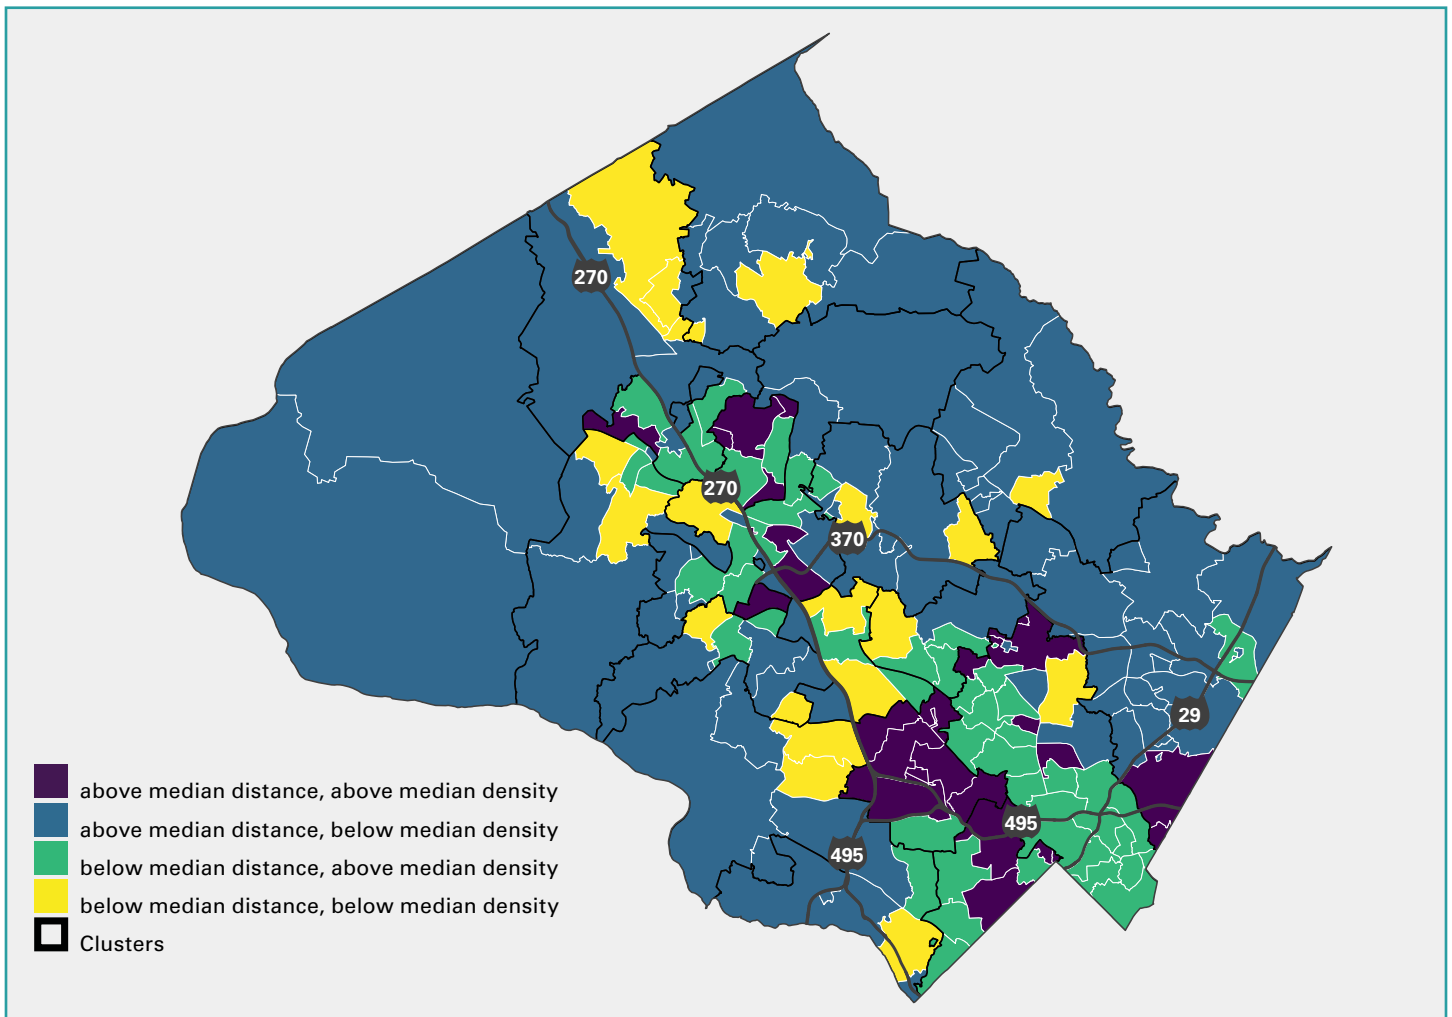 270
270
370
29
495
495
above median distance, above median density
above median distance, below median density
below median distance, above median density
below median distance, below median density
Clusters